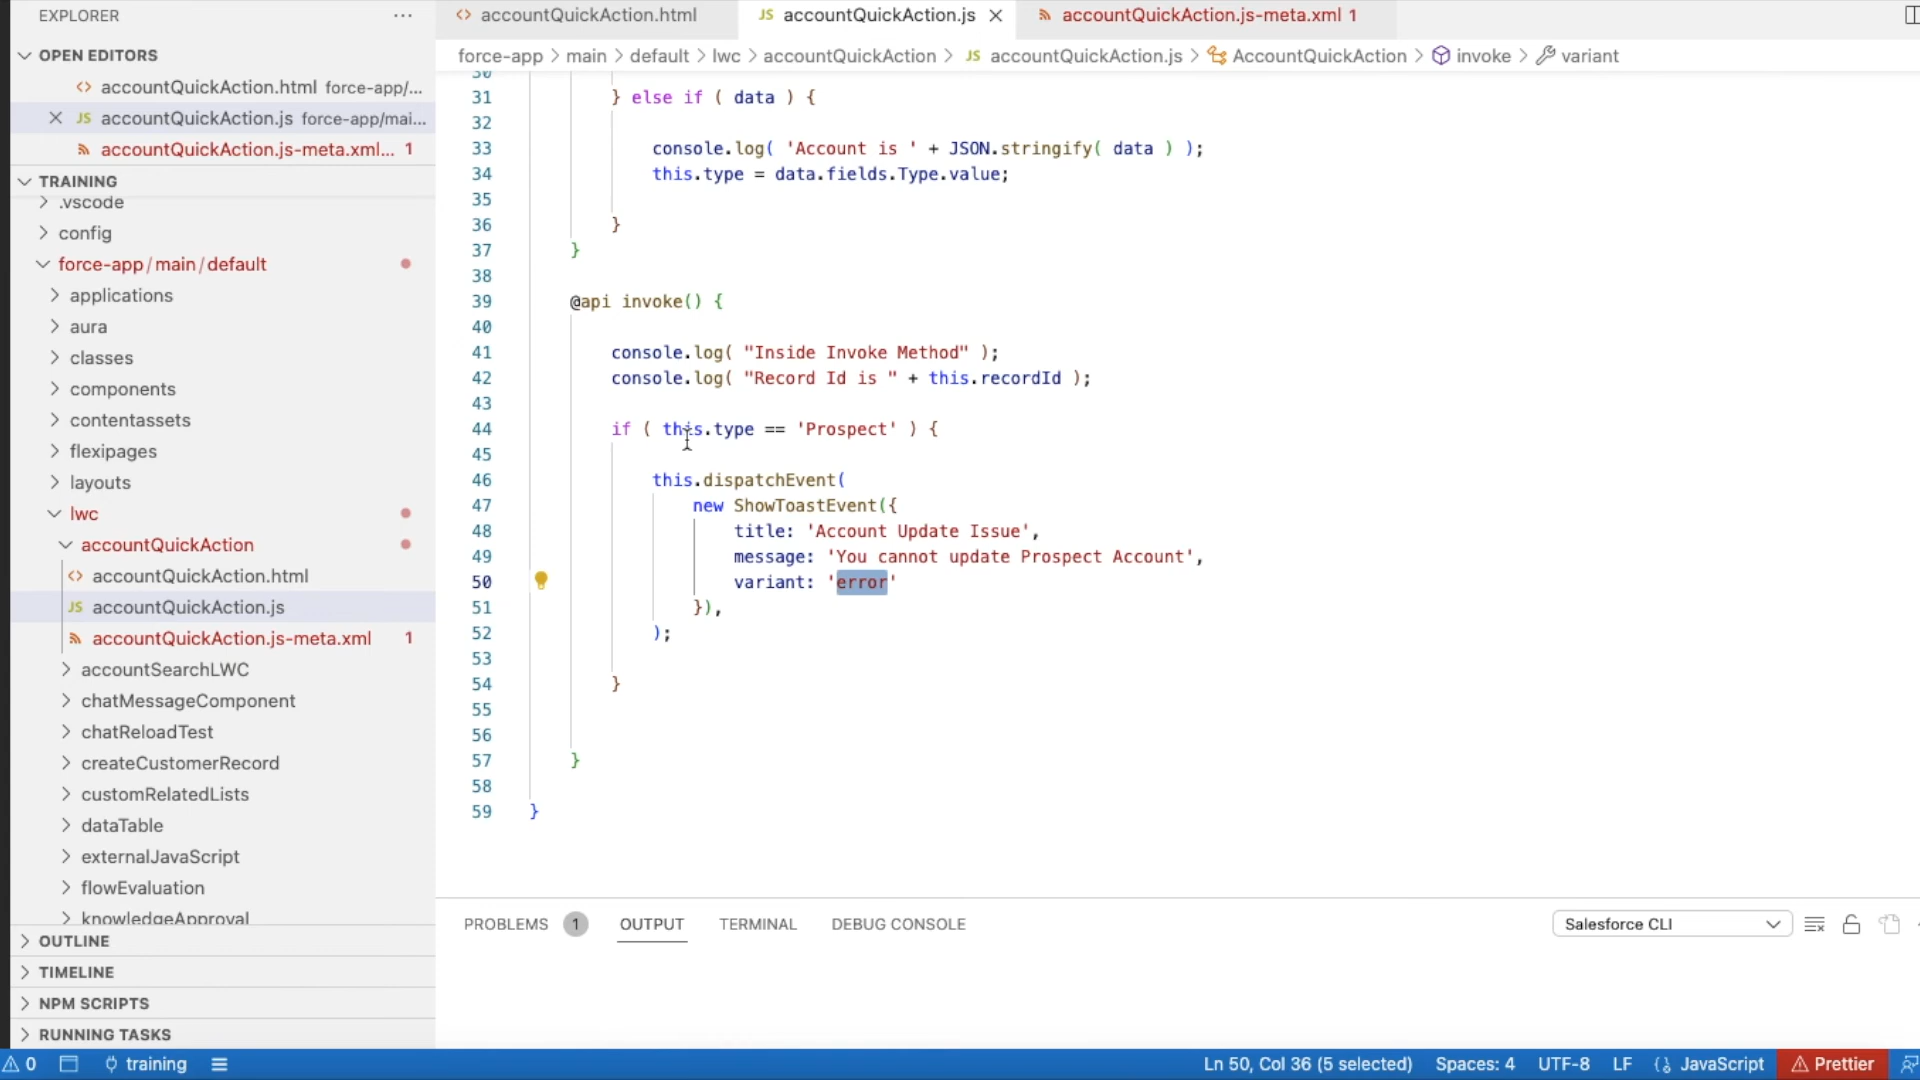 EXPLORER
OPEN EDITORS
accountQuickAction.html force-app/...
accountQuickAction.js force-app/mai...
accountQuickAction.js-meta.xml... 1
TRAINING
.vscode
config
force-app/main/default
applications
aura
classes
components
contentassets
flexipages
layouts
lwc
accountQuickAction
accountQuickAction.html
accountQuickAction.js
accountQuickAction.js-meta.xml 1
accountSearchLWC
chatMessageComponent
chatReloadTest
createCustomerRecord
customRelatedLists
dataTable
externalJavaScript
flowEvaluation
knowledgeApproval
OUTLINE
TIMELINE
NPM SCRIPTS
RUNNING TASKS
accountQuickAction.html JS accountQuickAction.js accountQuickAction.js-meta.xml 1
force-app > main > default > lwc > accountQuickAction > JS accountQuickAction.js > AccountQuickAction > invoke > variant
30
31 } else if ( data ) {
32
33 console.log( 'Account is ' + JSON.stringify( data ) );
34 this.type = data.fields.Type.value;
35
36 }
37 }
38
39 @api invoke() {
40
41 console.log( "Inside Invoke Method" );
42 console.log( "Record Id is " + this.recordId );
43
44 if ( this.type == 'Prospect' ) {
45
46 this.dispatchEvent(
47 new ShowToastEvent({
48 title: 'Account Update Issue',
49 message: 'You cannot update Prospect Account',
50 variant: 'error'
51 }),
52 );
53
54 }
55
56
57 }
58
59 }
PROBLEMS 1 OUTPUT TERMINAL DEBUG CONSOLE Salesforce CLI
0 training Ln 50, Col 36 (5 selected) Spaces: 4 UTF-8 LF JavaScript Prettier